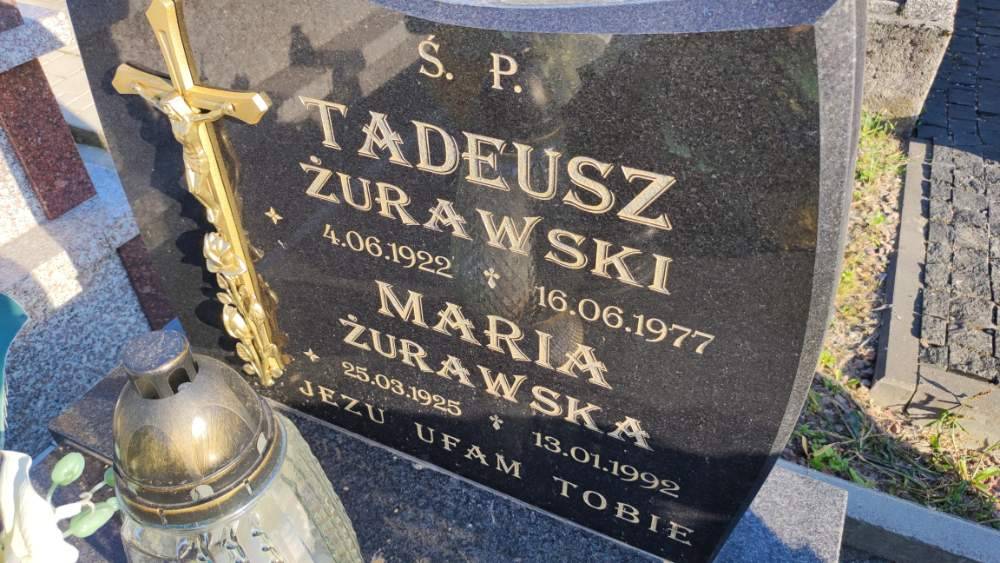 Ś. P.
TADEUSZ
ŻURAWSKI
4.06.1922 16.06.1977
MARIA
ŻURAWSKA
25.03.1925 13.01.1992
JEZU UFAM TOBIE